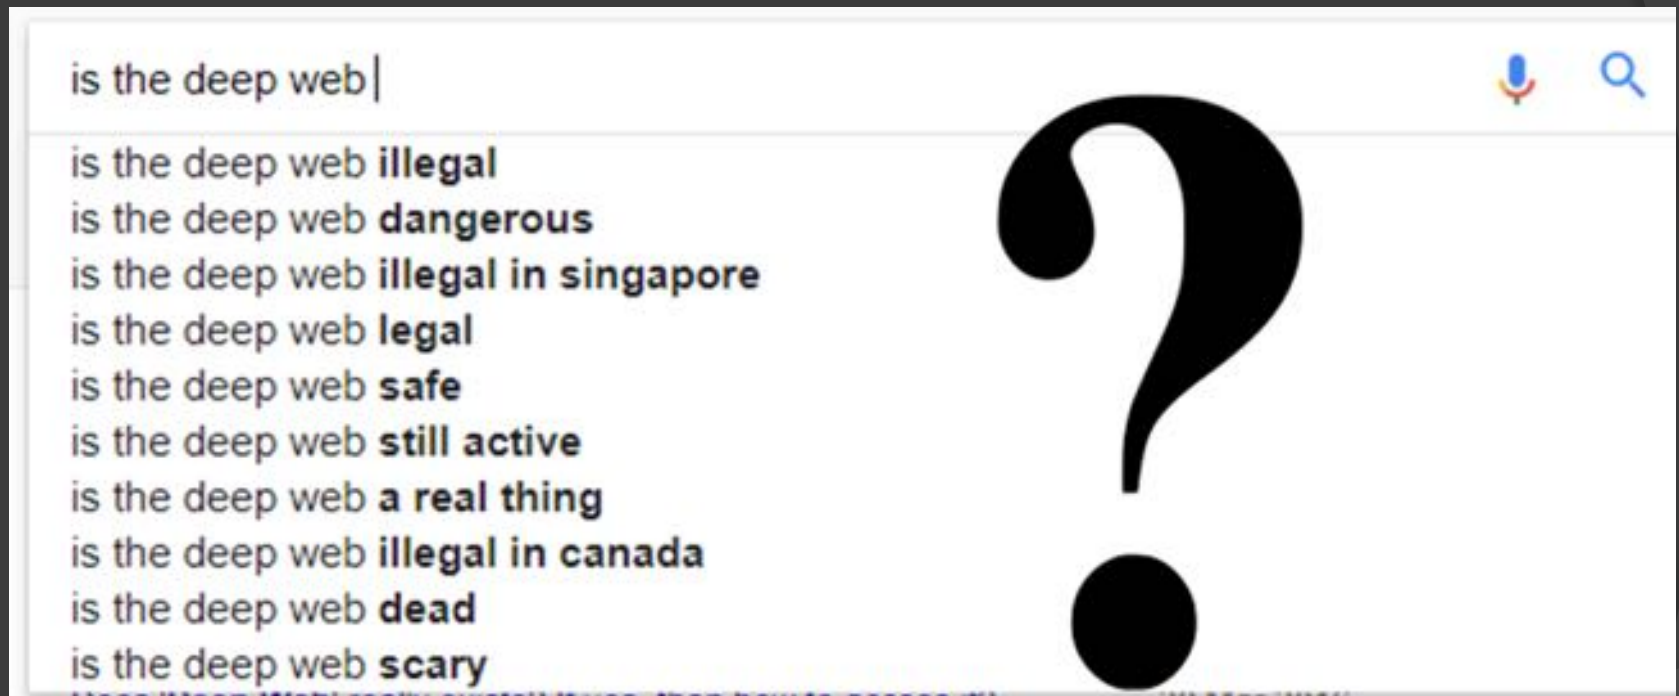 is the deep web
is the deep web illegal
is the deep web dangerous
is the deep web illegal in singapore
is the deep web legal
is the deep web safe
is the deep web still active
is the deep web a real thing
is the deep web illegal in canada
is the deep web dead
is the deep web scary
?